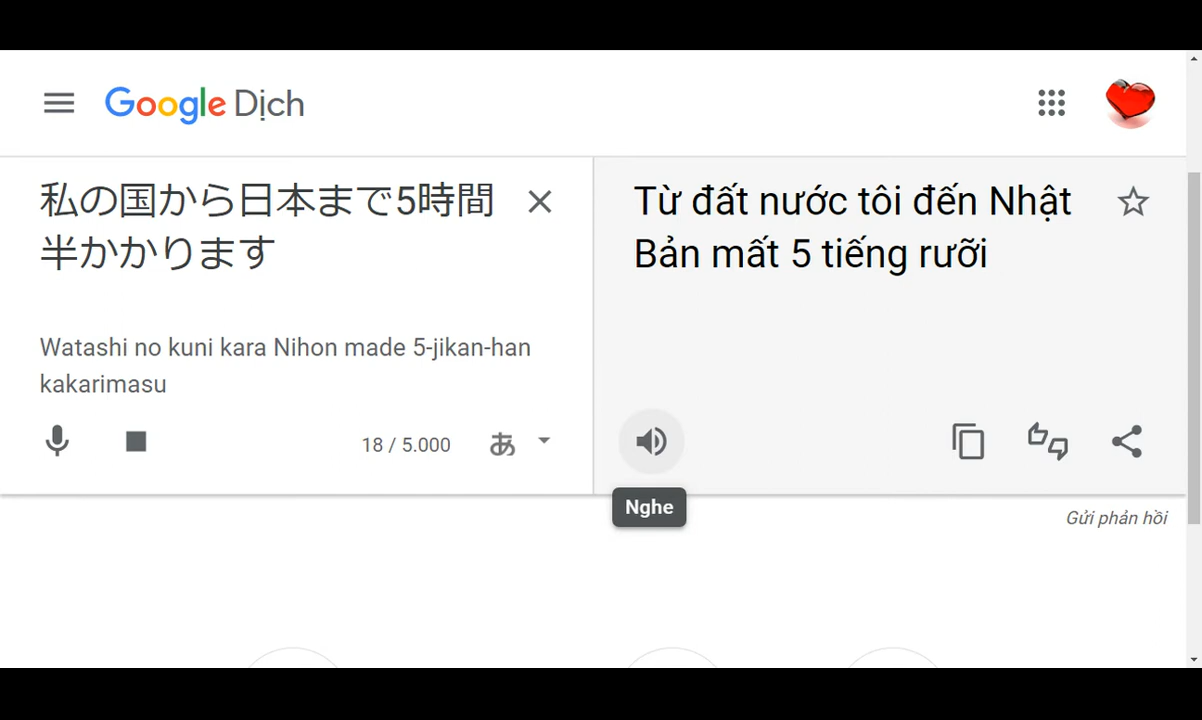 Google Dịch
私の国から日本まで5時間
半かかります
Watashi no kuni kara Nihon made 5-jikan-han
kakarimasu
18 / 5.000
あ
Từ đất nước tôi đến Nhật
Bản mất 5 tiếng rưỡi
Nghe
Gửi phản hồi